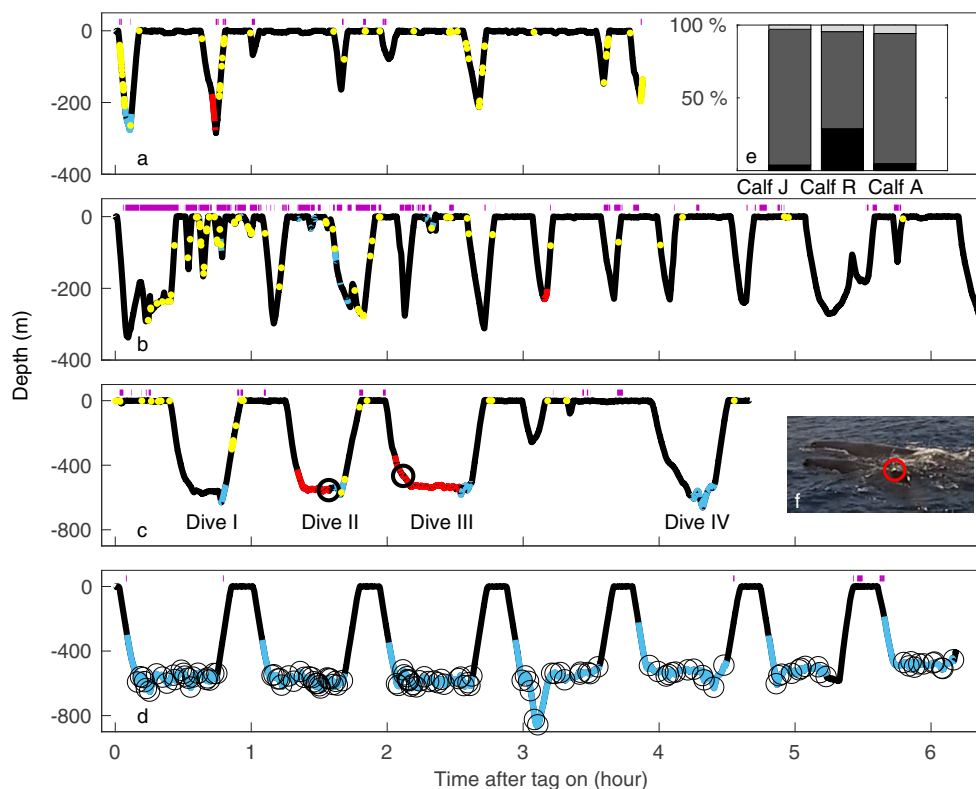 0
-200
-400
a
100 %
50 %
e
Calf J Calf R Calf A
0
-200
-400
b
Depth (m)
0
-400
-800
c
Dive I Dive II Dive III Dive IV
f
0
-400
-800
d
0 1 2 3 4 5 6
Time after tag on (hour)